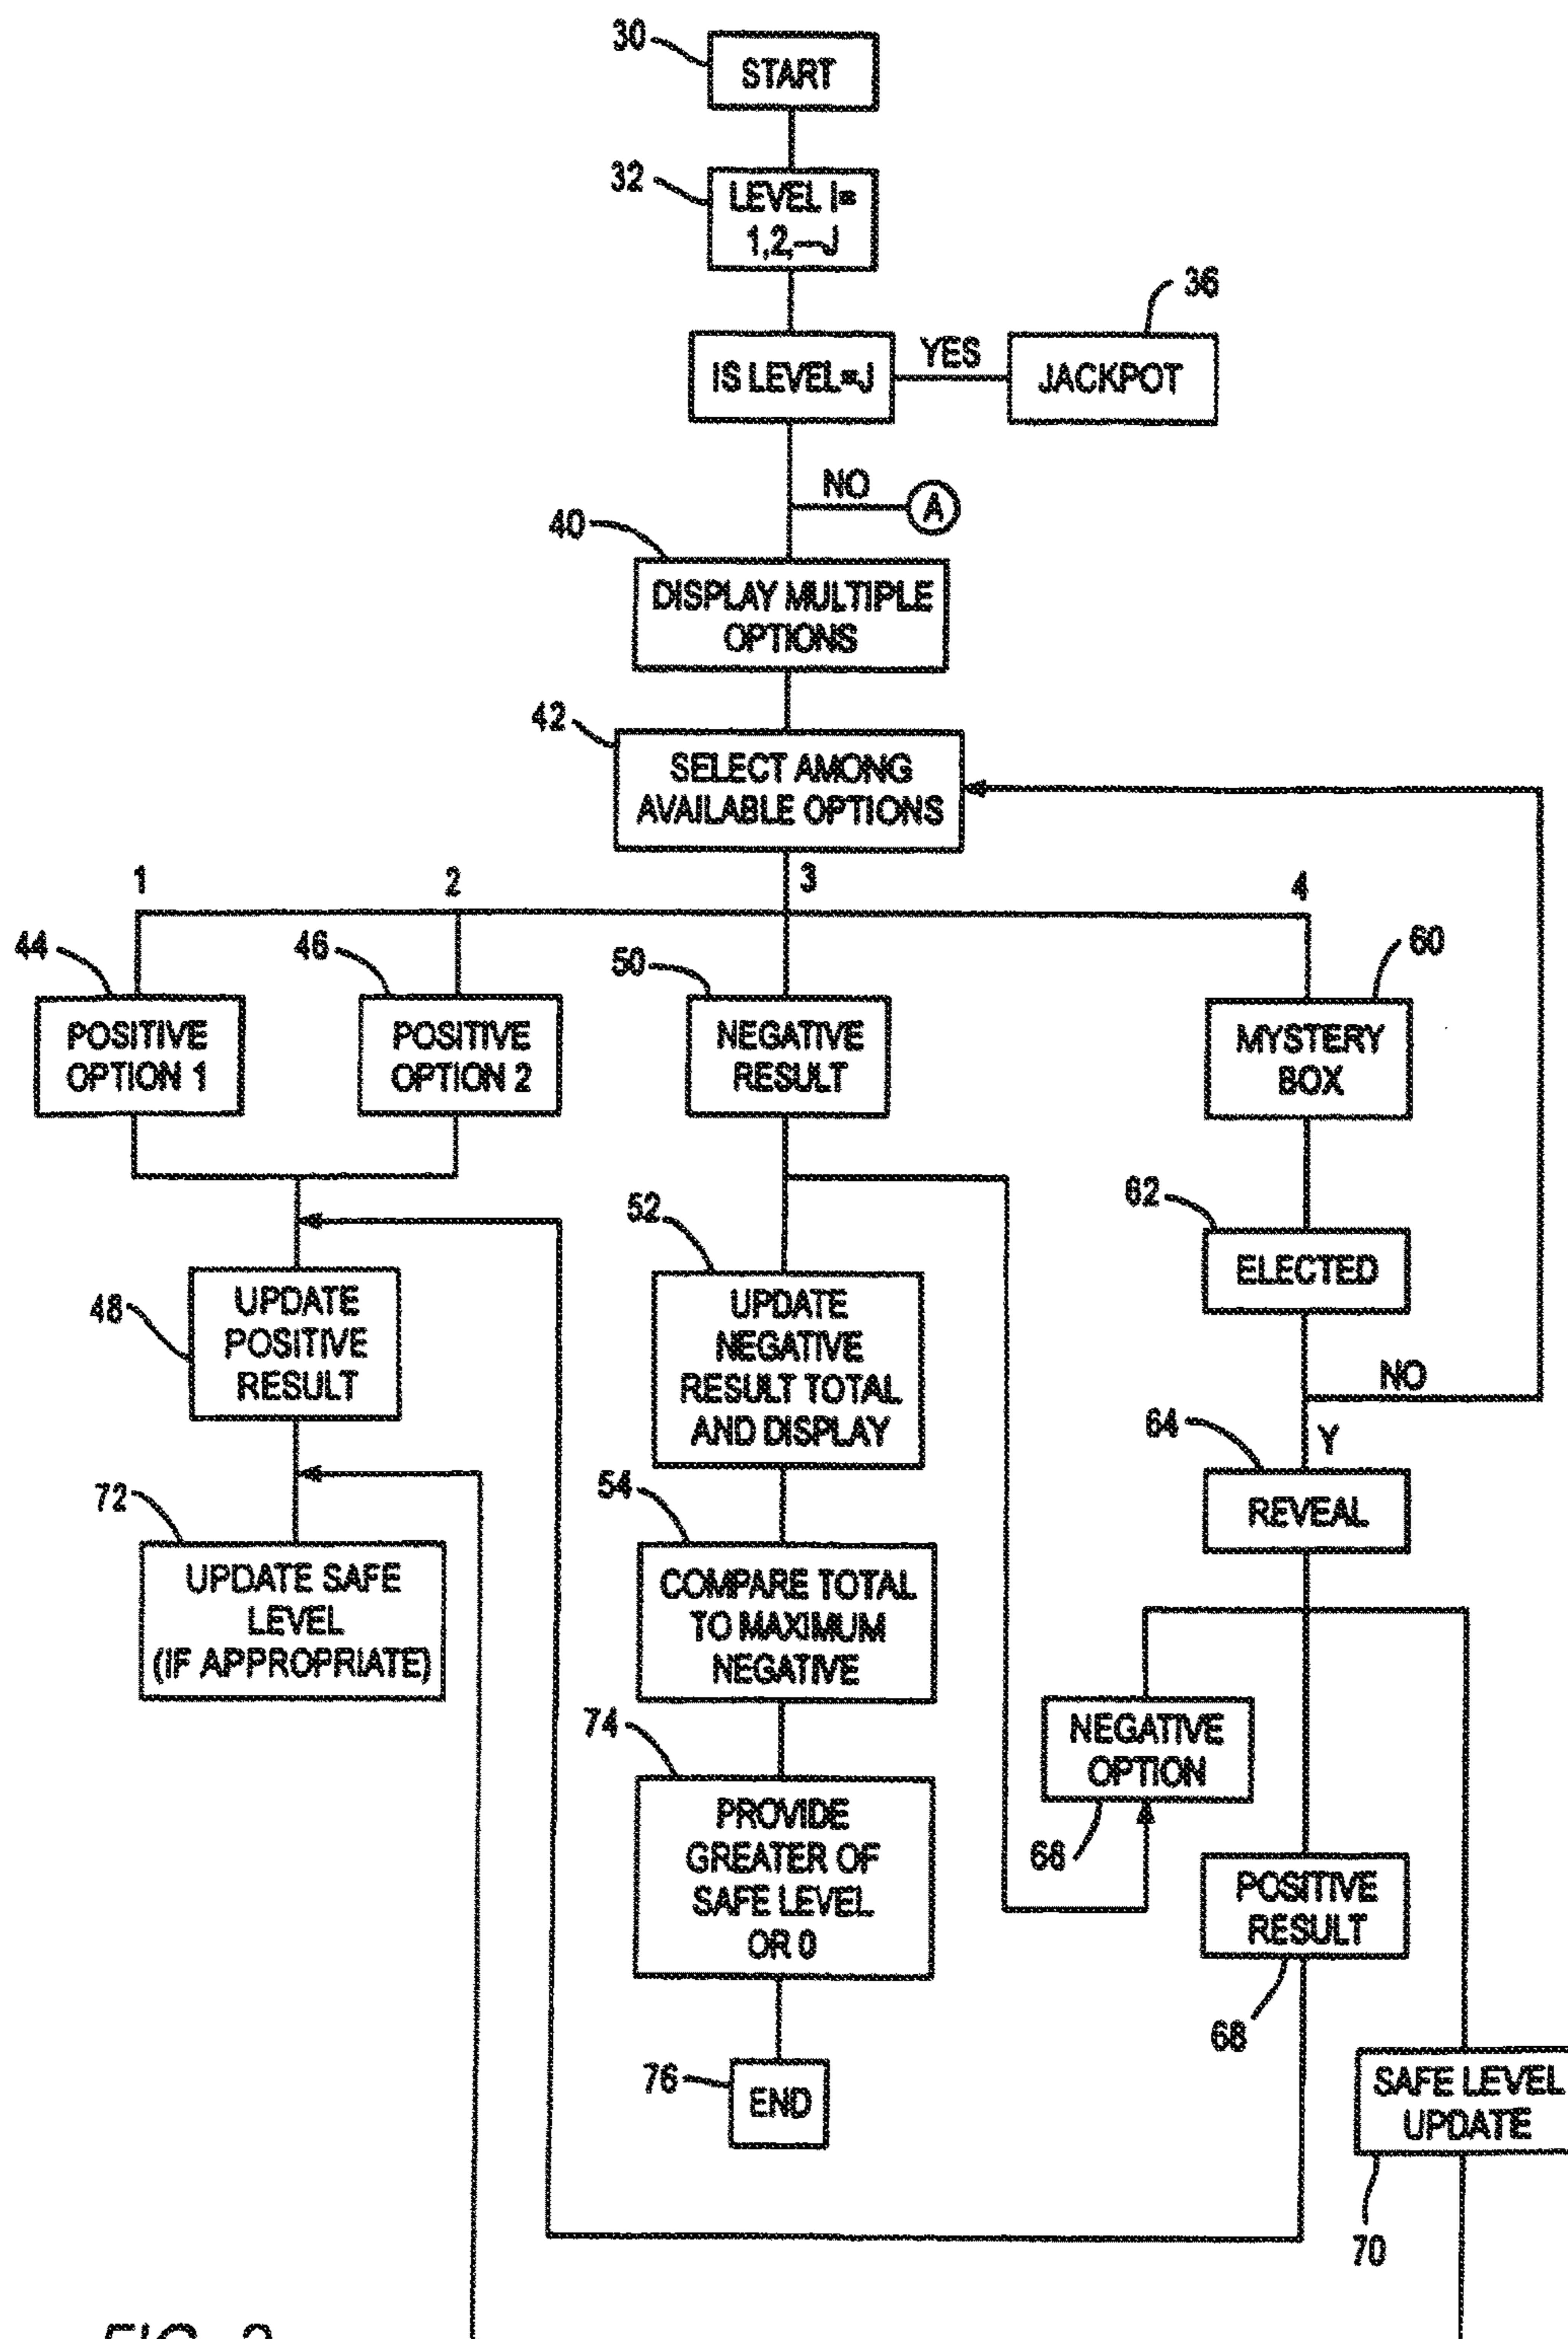 30
START
32
LEVEL I=
1,2,—J
36
IS LEVEL=J
YES
JACKPOT
NO
A
40
DISPLAY MULTIPLE
OPTIONS
42
SELECT AMONG
AVAILABLE OPTIONS
1
2
3
4
44
46
50
60
POSITIVE
OPTION 1
POSITIVE
OPTION 2
NEGATIVE
RESULT
MYSTERY
BOX
62
ELECTED
52
UPDATE
NEGATIVE
RESULT TOTAL
AND DISPLAY
48
UPDATE
POSITIVE
RESULT
NO
64
Y
REVEAL
72
UPDATE SAFE
LEVEL
(IF APPROPRIATE)
54
COMPARE TOTAL
TO MAXIMUM
NEGATIVE
74
PROVIDE
GREATER OF
SAFE LEVEL
OR 0
NEGATIVE
OPTION
68
POSITIVE
RESULT
68
76
END
SAFE LEVEL
UPDATE
70